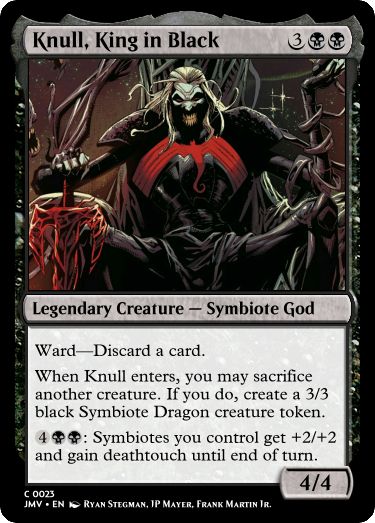 Knull, King in Black 3
Legendary Creature — Symbiote God
Ward—Discard a card.
When Knull enters, you may sacrifice
another creature. If you do, create a 3/3
black Symbiote Dragon creature token.
4: Symbiotes you control get +2/+2
and gain deathtouch until end of turn.
4/4
C 0023
JMV • EN Ryan Stegman, JP Mayer, Frank Martin Jr.